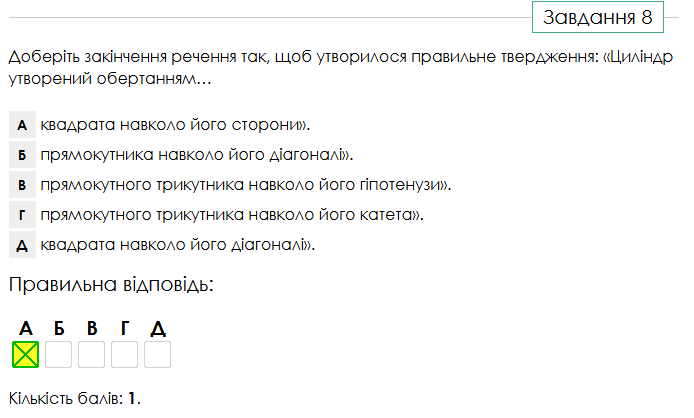 Завдання 8
Доберіть закінчення речення так, щоб утворилося правильне твердження: «Циліндр
утворений обертанням…
А квадрата навколо його сторони».
Б прямокутника навколо його діагоналі».
В прямокутного трикутника навколо його гіпотенузи».
Г прямокутного трикутника навколо його катета».
Д квадрата навколо його діагоналі».
Правильна відповідь:
А Б В Г Д
Кількість балів: 1.